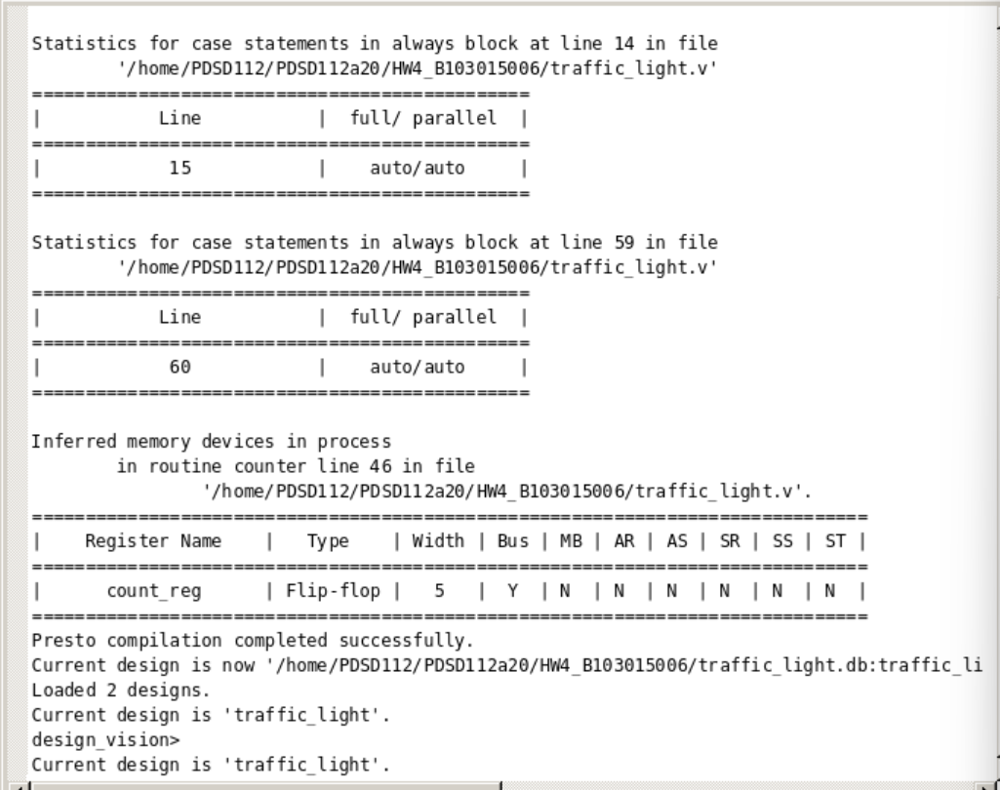 Statistics for case statements in always block at line 14 in file
        '/home/PDSD112/PDSD112a20/HW4_B103015006/traffic_light.v'
===============================================
|           Line           |  full/ parallel  |
===============================================
|            15            |    auto/auto     |
===============================================
Statistics for case statements in always block at line 59 in file
        '/home/PDSD112/PDSD112a20/HW4_B103015006/traffic_light.v'
===============================================
|           Line           |  full/ parallel  |
===============================================
|            60            |    auto/auto     |
===============================================
Inferred memory devices in process
        in routine counter line 46 in file
                '/home/PDSD112/PDSD112a20/HW4_B103015006/traffic_light.v'.
===============================================================================
|    Register Name    |   Type    | Width | Bus | MB | AR | AS | SR | SS | ST |
===============================================================================
|      count_reg      | Flip-flop |   5   |  Y  | N  | N  | N  | N  | N  | N  |
===============================================================================
Presto compilation completed successfully.
Current design is now '/home/PDSD112/PDSD112a20/HW4_B103015006/traffic_light.db:traffic_li
Loaded 2 designs.
Current design is 'traffic_light'.
design_vision>
Current design is 'traffic_light'.